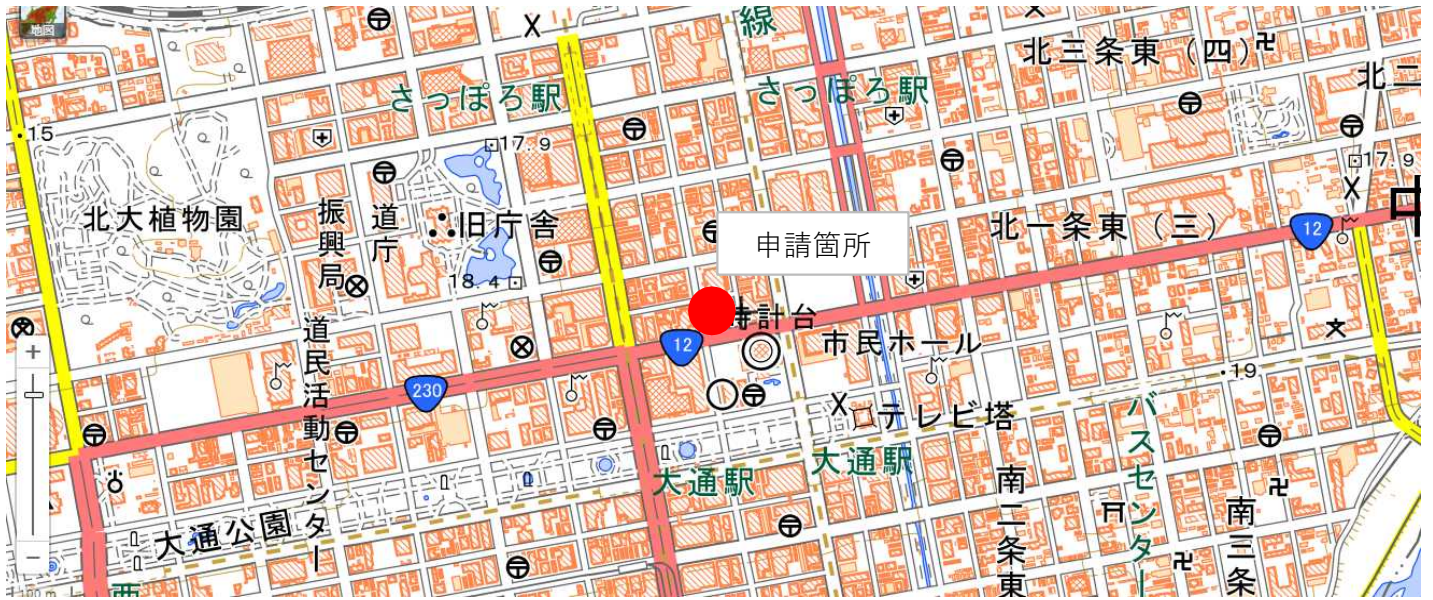 地図
線
北三条東（四）
さっぽろ駅
さっぽろ駅
北二
15
17.9
17.9
北大植物園
振興局
道庁
旧庁舎
18.4
申請箇所
北一条東（三）
12
中
時計台
12
市民ホール
230
道民活動センター
19
テレビ塔
バスセンター
大通駅
大通駅
大通公園
南二条東
南三条
西
+
−
100 m